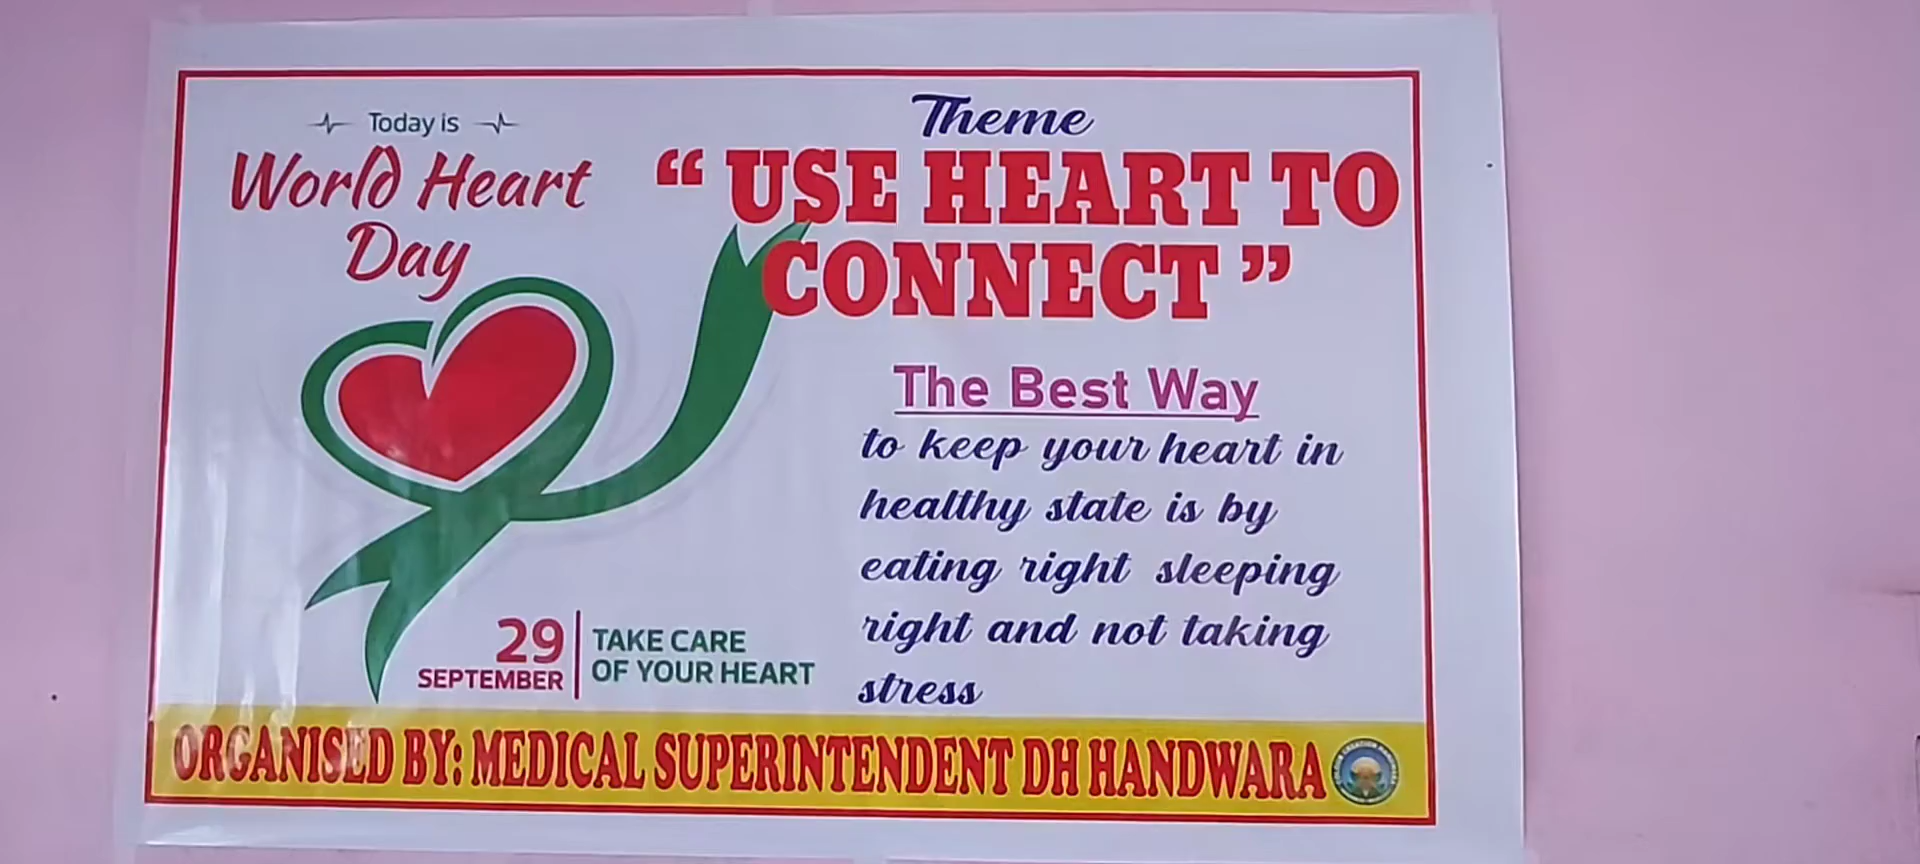 Today is
World Heart
Day
Theme
“ USE HEART TO
CONNECT ”
The Best Way
to keep your heart in
healthy state is by
eating right sleeping
right and not taking
stress
29
SEPTEMBER
TAKE CARE
OF YOUR HEART
ORGANISED BY: MEDICAL SUPERINTENDENT DH HANDWARA